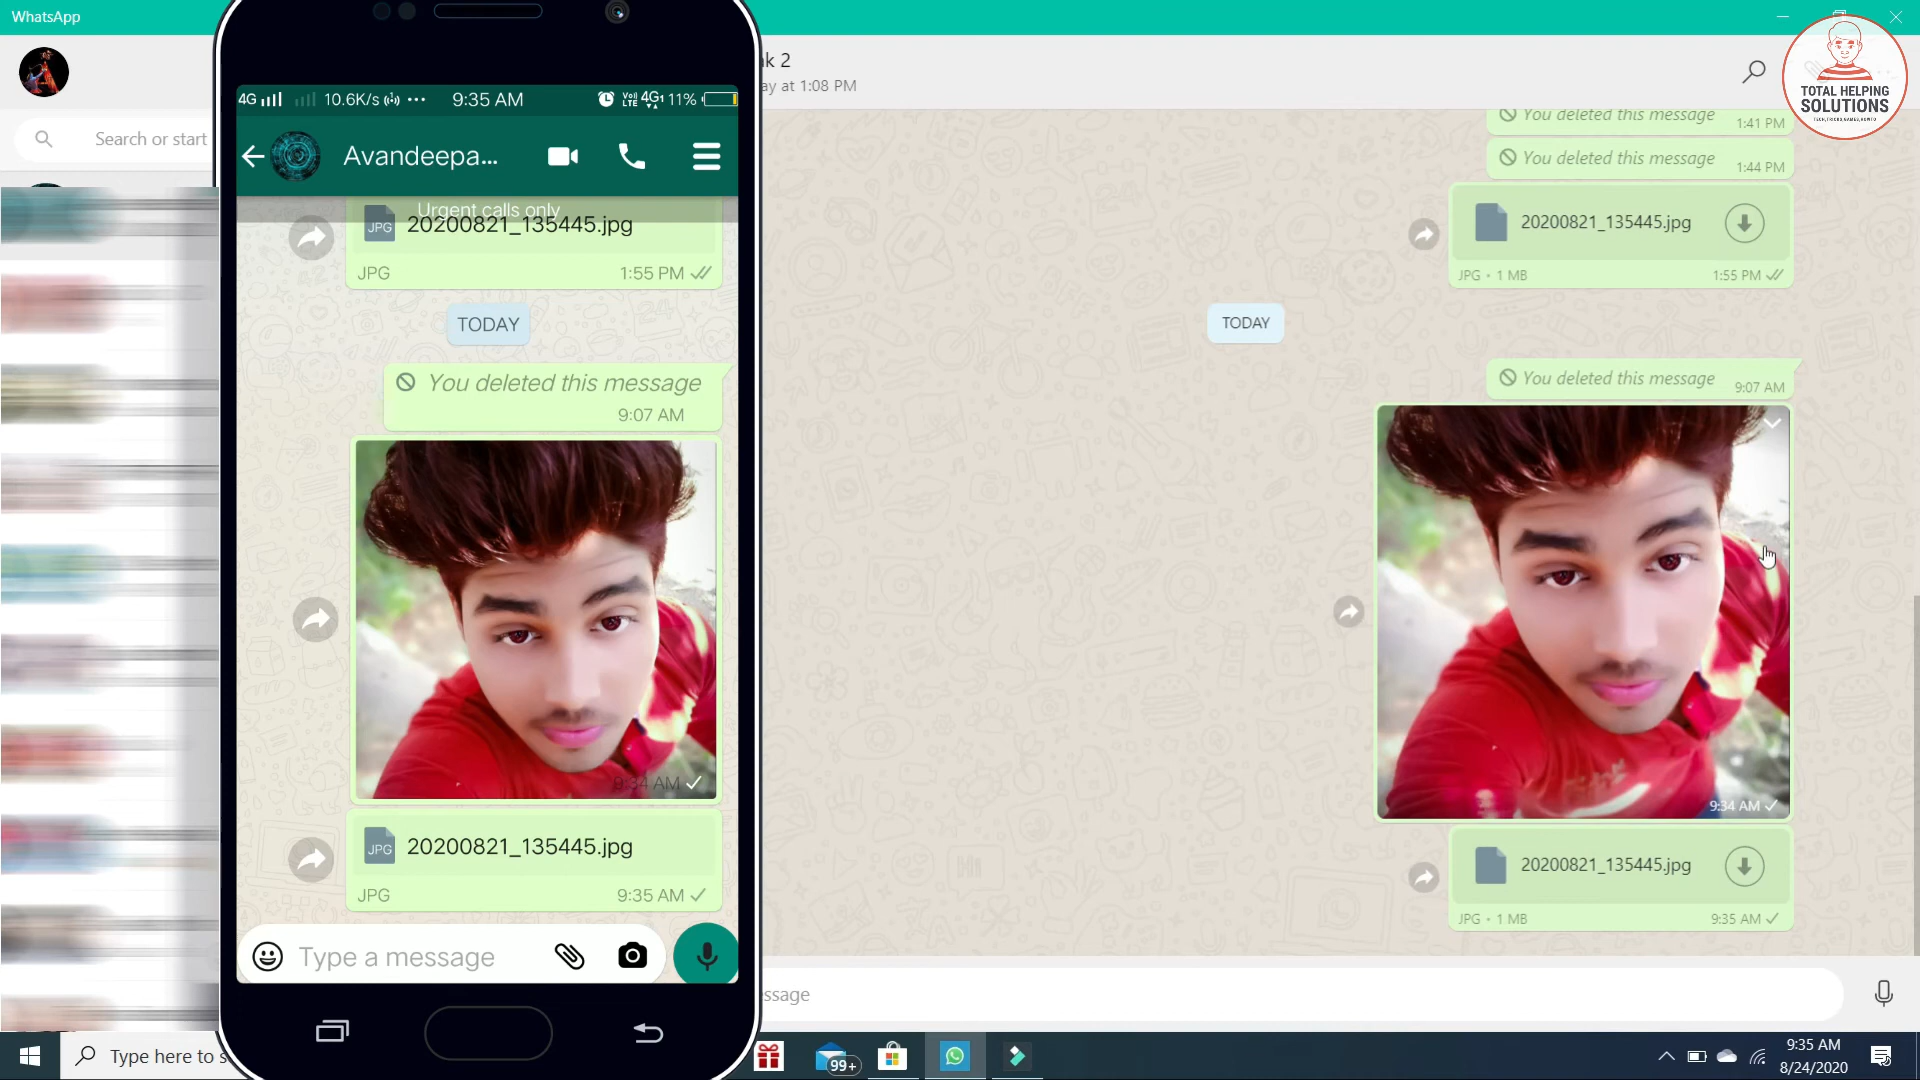 WhatsApp
Search or start
4G 10.6K/s ··· 9:35 AM VoII LTE 4G1 11%
Avandeepa...
Urgent calls only
JPG 20200821_135445.jpg
JPG 1:55 PM
TODAY
You deleted this message
9:07 AM
9:34 AM
JPG 20200821_135445.jpg
JPG 9:35 AM
Type a message
k 2
ay at 1:08 PM
TOTAL HELPING
SOLUTIONS
You deleted this message 1:41 PM
You deleted this message 1:44 PM
20200821_135445.jpg
JPG • 1 MB 1:55 PM
TODAY
You deleted this message 9:07 AM
9:34 AM
20200821_135445.jpg
JPG • 1 MB 9:35 AM
ssage
Type here to s
99+
9:35 AM
8/24/2020